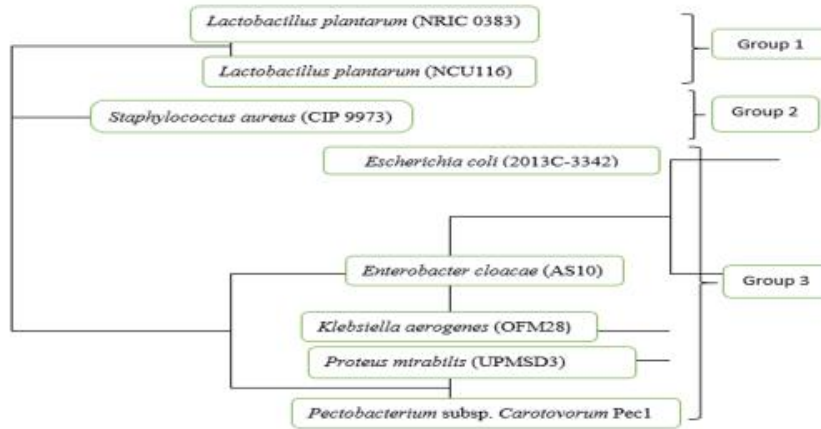 Lactobacillus plantarum (NRIC 0383)
Group 1
Lactobacillus plantarum (NCU116)
Staphylococcus aureus (CIP 9973)
Group 2
Escherichia coli (2013C-3342)
Enterobacter cloacae (AS10)
Group 3
Klebsiella aerogenes (OFM28)
Proteus mirabilis (UPMSD3)
Pectobacterium subsp. Carotovorum Pec1